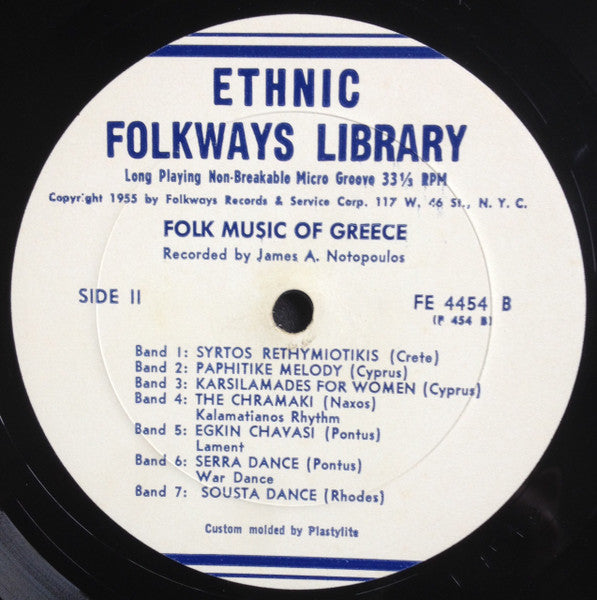 ETHNIC
FOLKWAYS LIBRARY
Long Playing Non-Breakable Micro Groove 33⅓ RPM
Copyright 1955 by Folkways Records & Service Corp. 117 W. 46 St., N. Y. C.
FOLK MUSIC OF GREECE
Recorded by James A. Notopoulos
SIDE II
FE 4454 B
(P 454 B)
Band 1: SYRTOS RETHYMIOTIKIS (Crete)
Band 2: PAPHITIKE MELODY (Cyprus)
Band 3: KARSILAMADES FOR WOMEN (Cyprus)
Band 4: THE CHRAMAKI (Naxos)
Kalamatianos Rhythm
Band 5: EGKIN CHAVASI (Pontus)
Lament
Band 6: SERRA DANCE (Pontus)
War Dance
Band 7: SOUSTA DANCE (Rhodes)
Custom molded by Plastylite